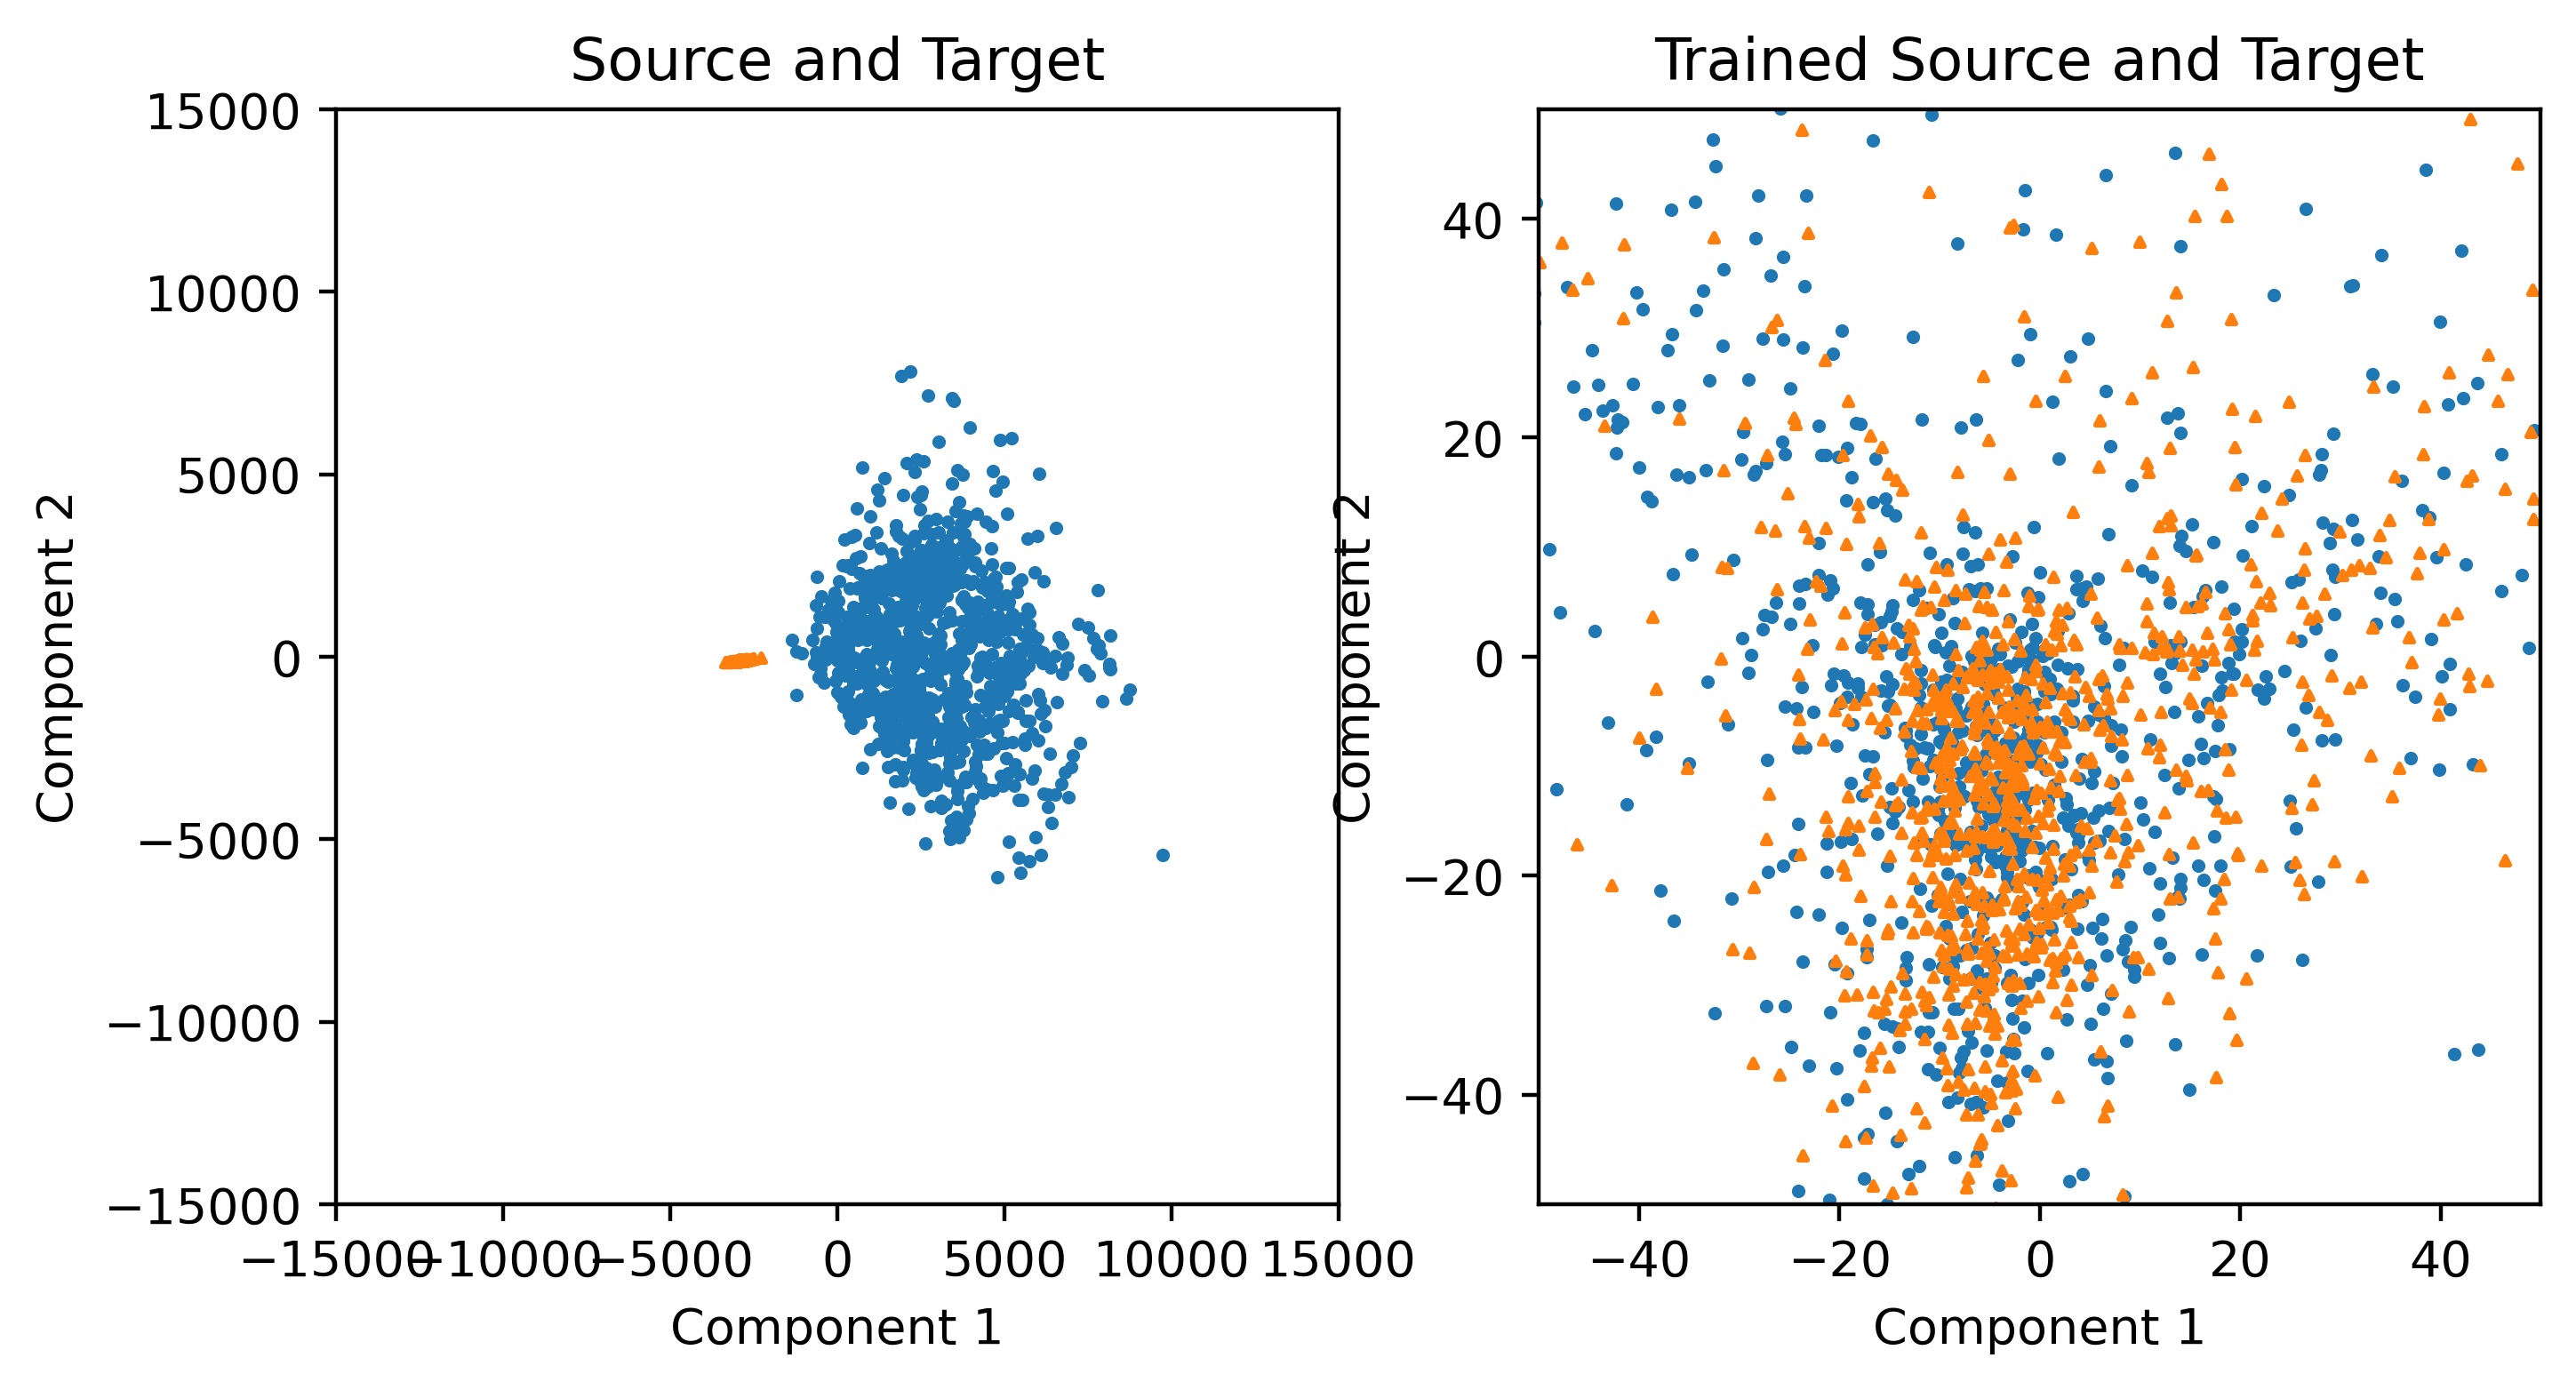 Source and Target
15000
10000
5000
0
−5000
−10000
−15000
Component 2
−15000 −10000 −5000 0 5000 10000 15000
Component 1
Trained Source and Target
40
20
0
−20
−40
Component 2
−40 −20 0 20 40
Component 1